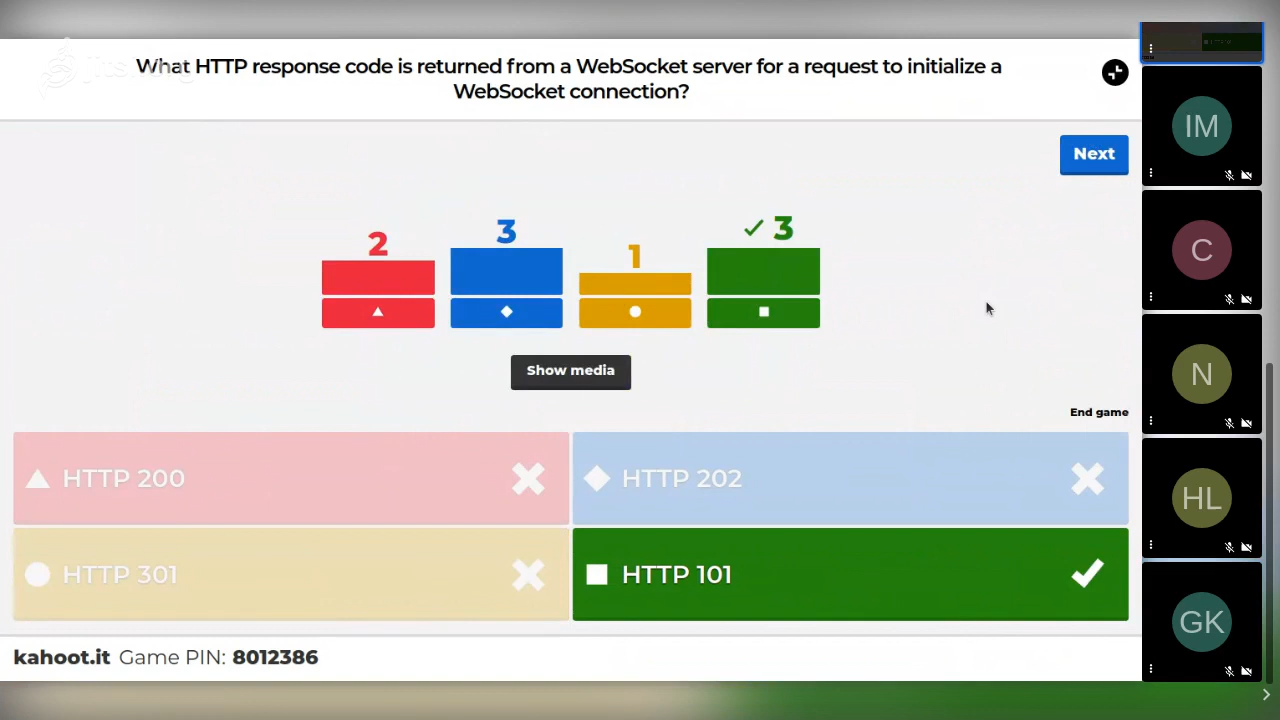 What HTTP response code is returned from a WebSocket server for a request to initialize a
WebSocket connection?
Next
2
3
1
3
Show media
End game
HTTP 200
HTTP 202
HTTP 301
HTTP 101
kahoot.it Game PIN: 8012386
IM
C
N
HL
GK